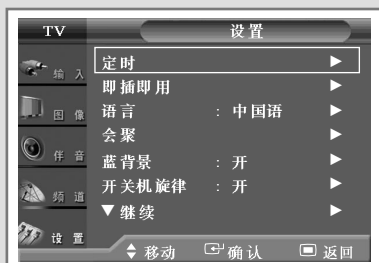 TV 设置
定时
即插即用
语言 : 中国语
会聚
蓝背景 : 开
开关机旋律 : 开
▼继续
输入
图像
伴音
频道
设置
移动 确认 返回